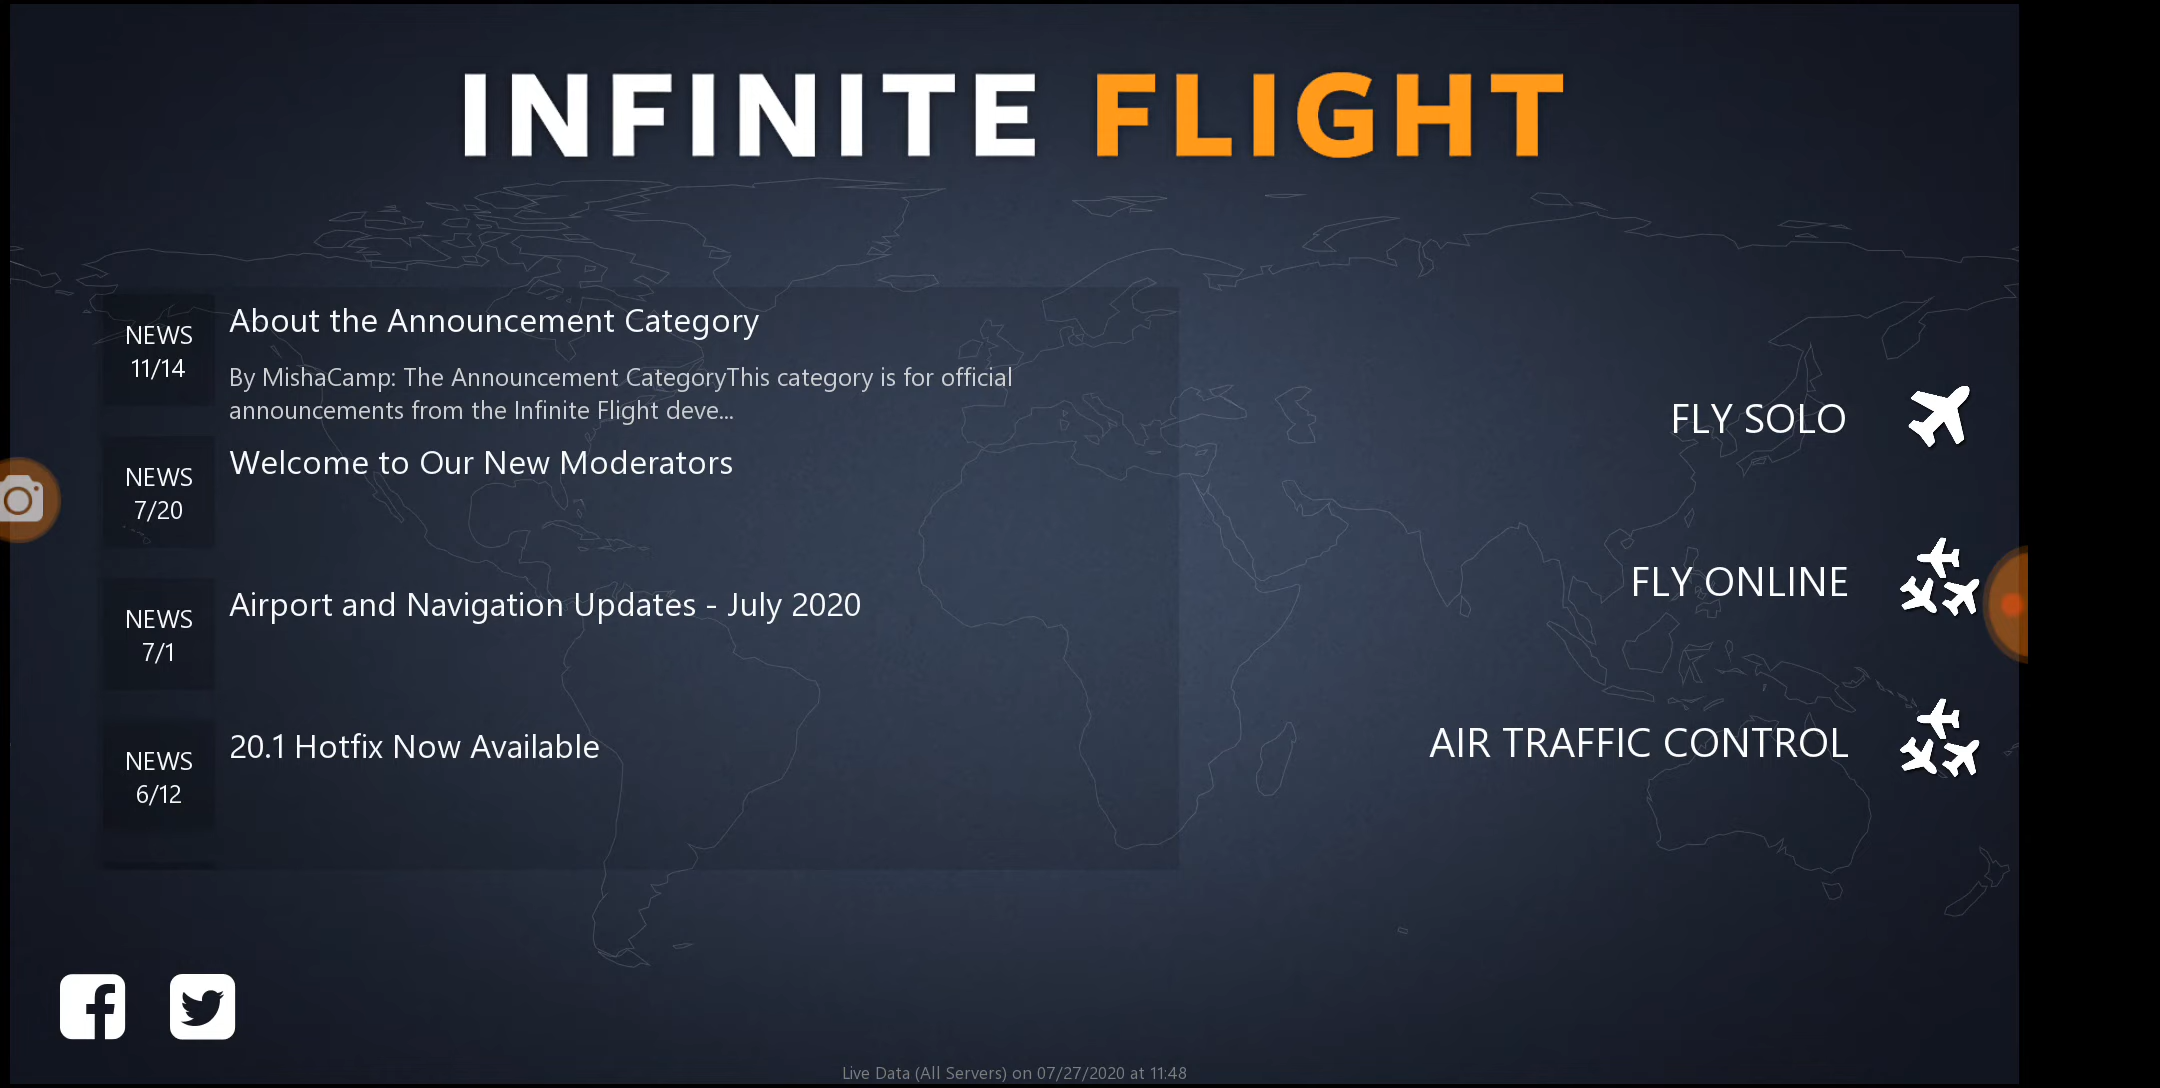 INFINITE FLIGHT
NEWS
11/14
About the Announcement Category
By MishaCamp: The Announcement CategoryThis category is for official
announcements from the Infinite Flight deve...
NEWS
7/20
Welcome to Our New Moderators
NEWS
7/1
Airport and Navigation Updates - July 2020
NEWS
6/12
20.1 Hotfix Now Available
FLY SOLO
FLY ONLINE
AIR TRAFFIC CONTROL
Live Data (All Servers) on 07/27/2020 at 11:48